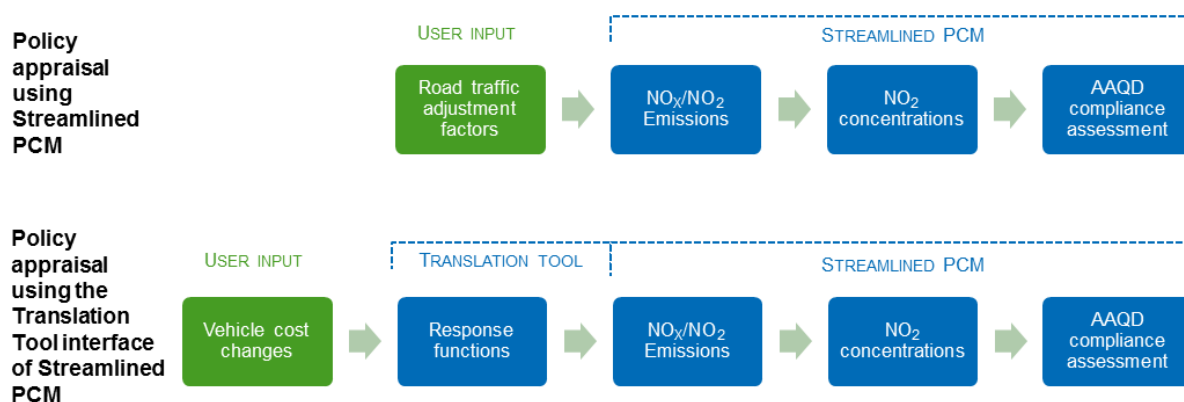 Policy
appraisal
using
Streamlined
PCM
USER INPUT
STREAMLINED PCM
Road traffic
adjustment
factors
NOX/NO2
Emissions
NO2
concentrations
AAQD
compliance
assessment
Policy
appraisal
using the
Translation
Tool interface
of Streamlined
PCM
USER INPUT
TRANSLATION TOOL
STREAMLINED PCM
Vehicle cost
changes
Response
functions
NOX/NO2
Emissions
NO2
concentrations
AAQD
compliance
assessment